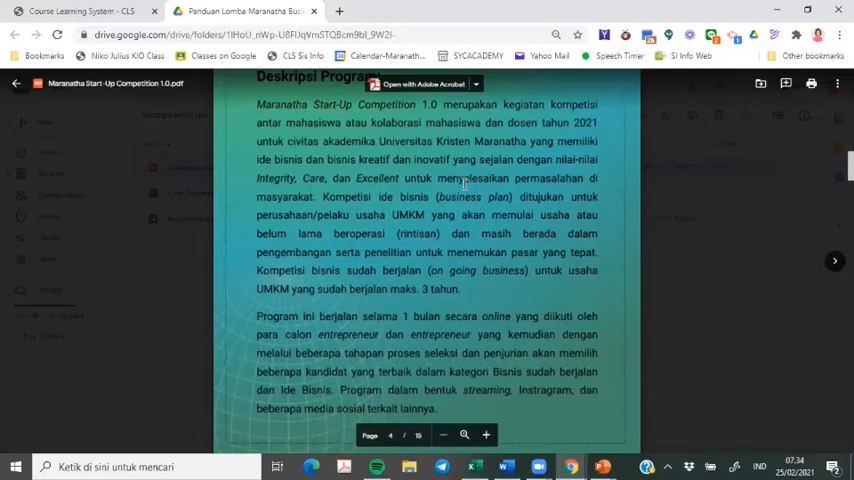 Course Learning System - CLS
Panduan Lomba Maranatha Busi
drive.google.com/drive/folders/1IHoU_nWp-U8FIJqVmSTQBcm9bl_9W2i-
Bookmarks
Niko Julius KIO Class
Classes on Google
CLS Sis Info
Calendar-Maranath...
SYCACADEMY
Yahoo Mail
Speech Timer
SI Info Web
Other bookmarks
Maranatha Start-Up Competition 1.0.pdf
Open with Adobe Acrobat
Deskripsi Program
Maranatha Start-Up Competition 1.0 merupakan kegiatan kompetisi
antar mahasiswa atau kolaborasi mahasiswa dan dosen tahun 2021
untuk civitas akademika Universitas Kristen Maranatha yang memiliki
ide bisnis dan bisnis kreatif dan inovatif yang sejalan dengan nilai-nilai
Integrity, Care, dan Excellent untuk menyelesaikan permasalahan di
masyarakat. Kompetisi ide bisnis (business plan) ditujukan untuk
perusahaan/pelaku usaha UMKM yang akan memulai usaha atau
belum lama beroperasi (rintisan) dan masih berada dalam
pengembangan serta penelitian untuk menemukan pasar yang tepat.
Kompetisi bisnis sudah berjalan (on going business) untuk usaha
UMKM yang sudah berjalan maks. 3 tahun.
Program ini berjalan selama 1 bulan secara online yang diikuti oleh
para calon entrepreneur dan entrepreneur yang kemudian dengan
melalui beberapa tahapan proses seleksi dan penjurian akan memilih
beberapa kandidat yang terbaik dalam kategori Bisnis sudah berjalan
dan Ide Bisnis. Program dalam bentuk streaming, Instragram, dan
beberapa media sosial terkait lainnya.
Page 4 / 15
Ketik di sini untuk mencari
IND
07.34
25/02/2021